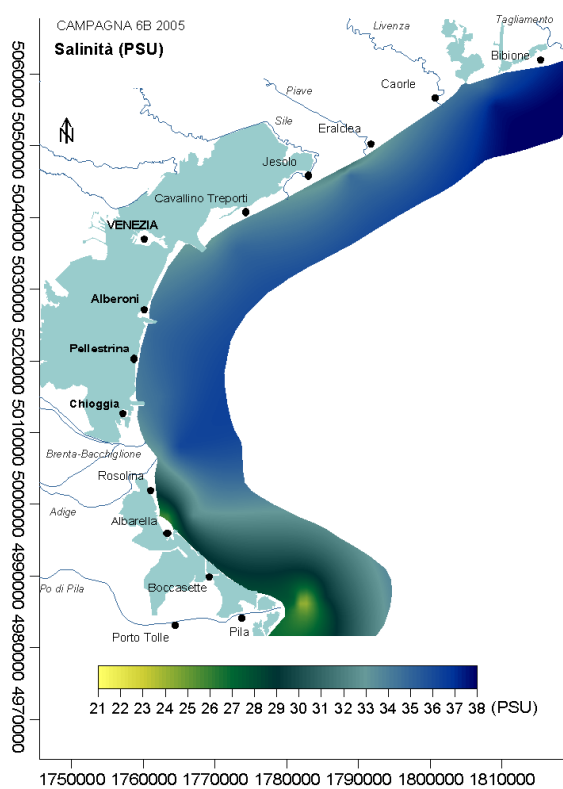 CAMPAGNA 6B 2005
Salinità (PSU)
Tagliamento
Livenza
Bibione
Caorle
Piave
Eraclea
Sile
Jesolo
Cavallino Treporti
VENEZIA
Alberoni
Pellestrina
Chioggia
Brenta-Bacchiglione
Rosolina
Adige
Albarella
Boccasette
Po di Pila
Porto Tolle
Pila
N
5060000
5050000
5040000
5030000
5020000
5010000
5000000
4990000
4980000
4970000
21 22 23 24 25 26 27 28 29 30 31 32 33 34 35 36 37 38 (PSU)
1750000 1760000 1770000 1780000 1790000 1800000 1810000